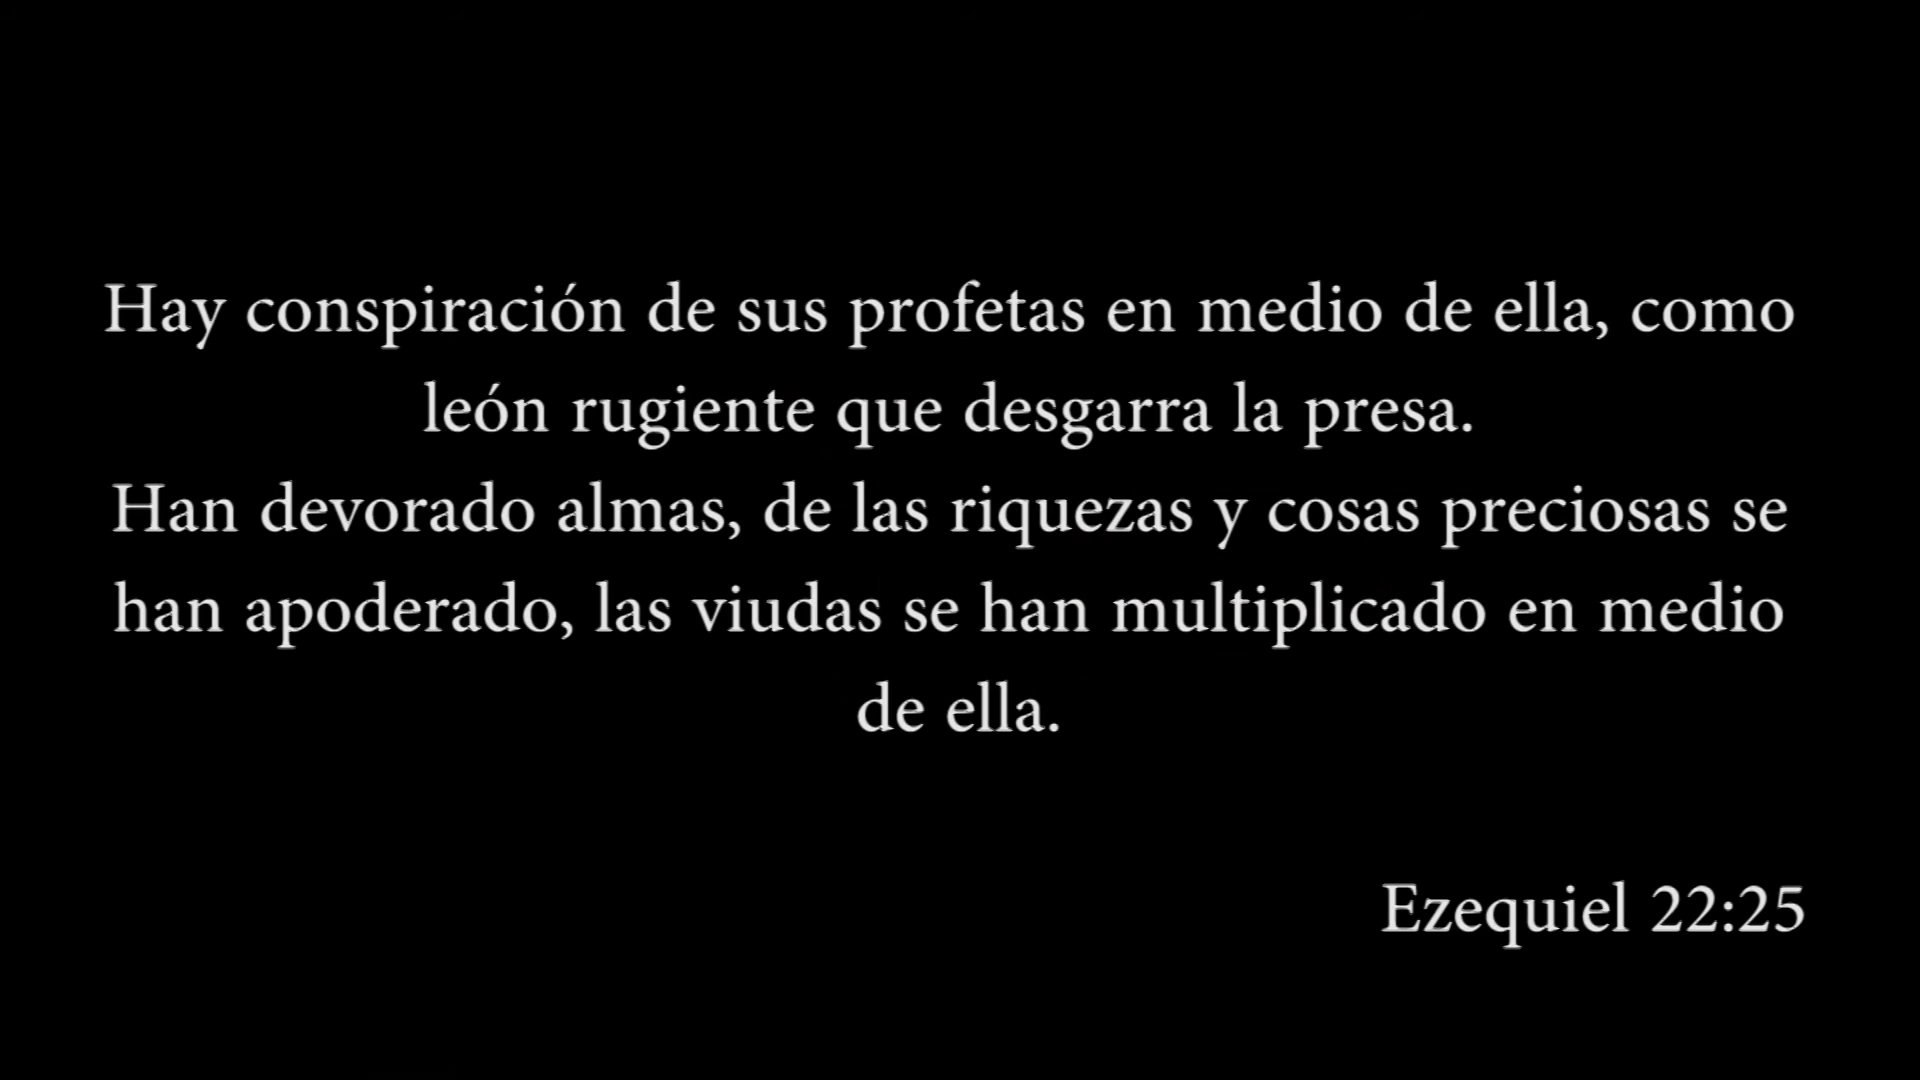 Hay conspiración de sus profetas en medio de ella, como
león rugiente que desgarra la presa.
Han devorado almas, de las riquezas y cosas preciosas se
han apoderado, las viudas se han multiplicado en medio
de ella.
Ezequiel 22:25